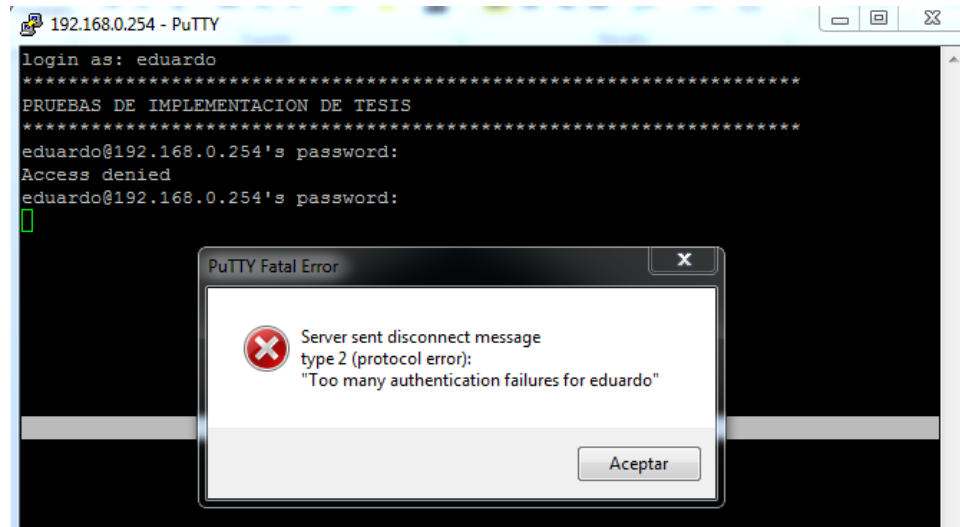 192.168.0.254 - PuTTY
login as: eduardo
********************************************************************
PRUEBAS DE IMPLEMENTACION DE TESIS
********************************************************************
eduardo@192.168.0.254's password:
Access denied
eduardo@192.168.0.254's password:
PuTTY Fatal Error
Server sent disconnect message
type 2 (protocol error):
"Too many authentication failures for eduardo"
Aceptar